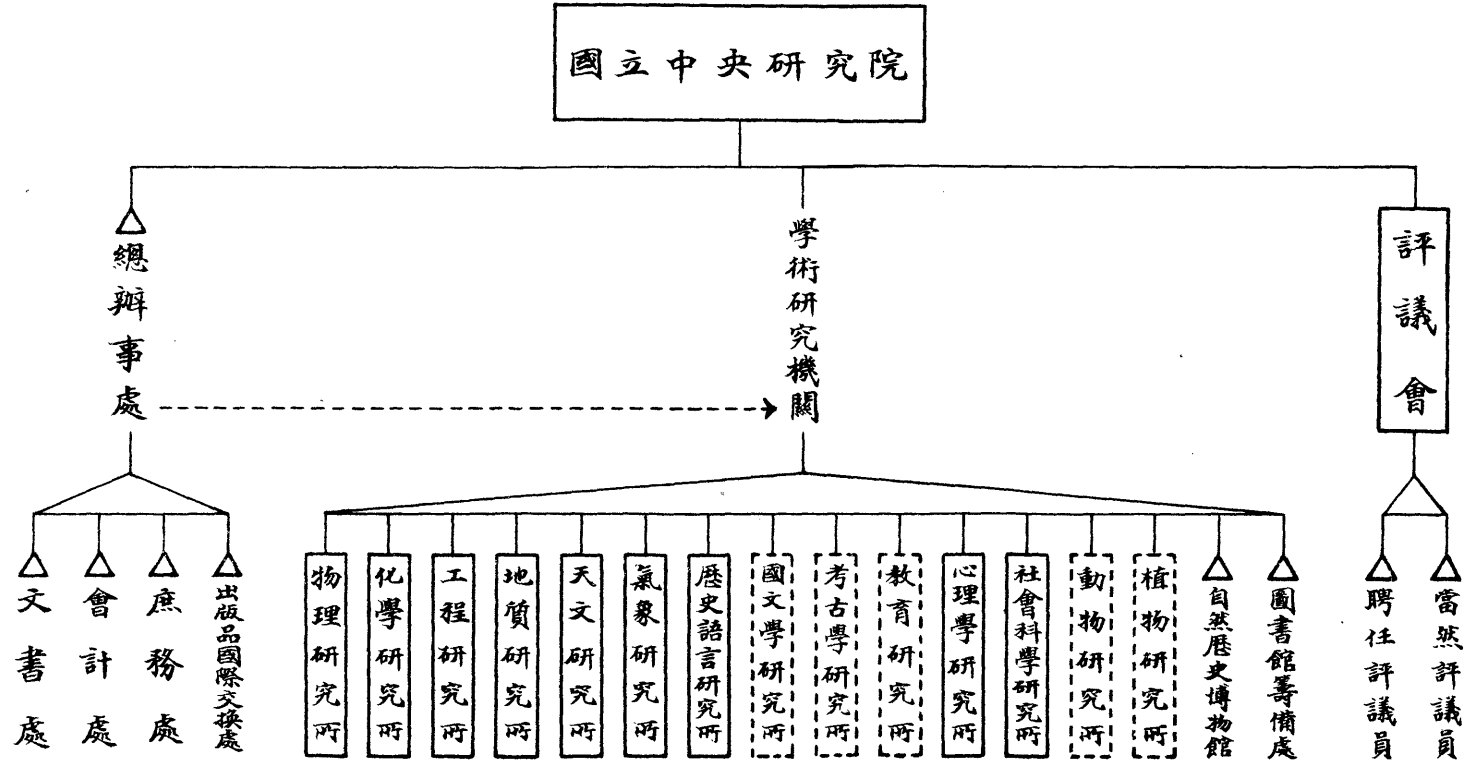 國立中央研究院
總辦事處
學術研究機關
評議會
文書處
會計處
庶務處
出版品國際交換處
物理研究所
化學研究所
工程研究所
地質研究所
天文研究所
氣象研究所
歷史語言研究所
國文學研究所
考古學研究所
教育研究所
心理學研究所
社會科學研究所
動物研究所
植物研究所
自然歷史博物館
圖書館籌備處
聘任評議員
當然評議員